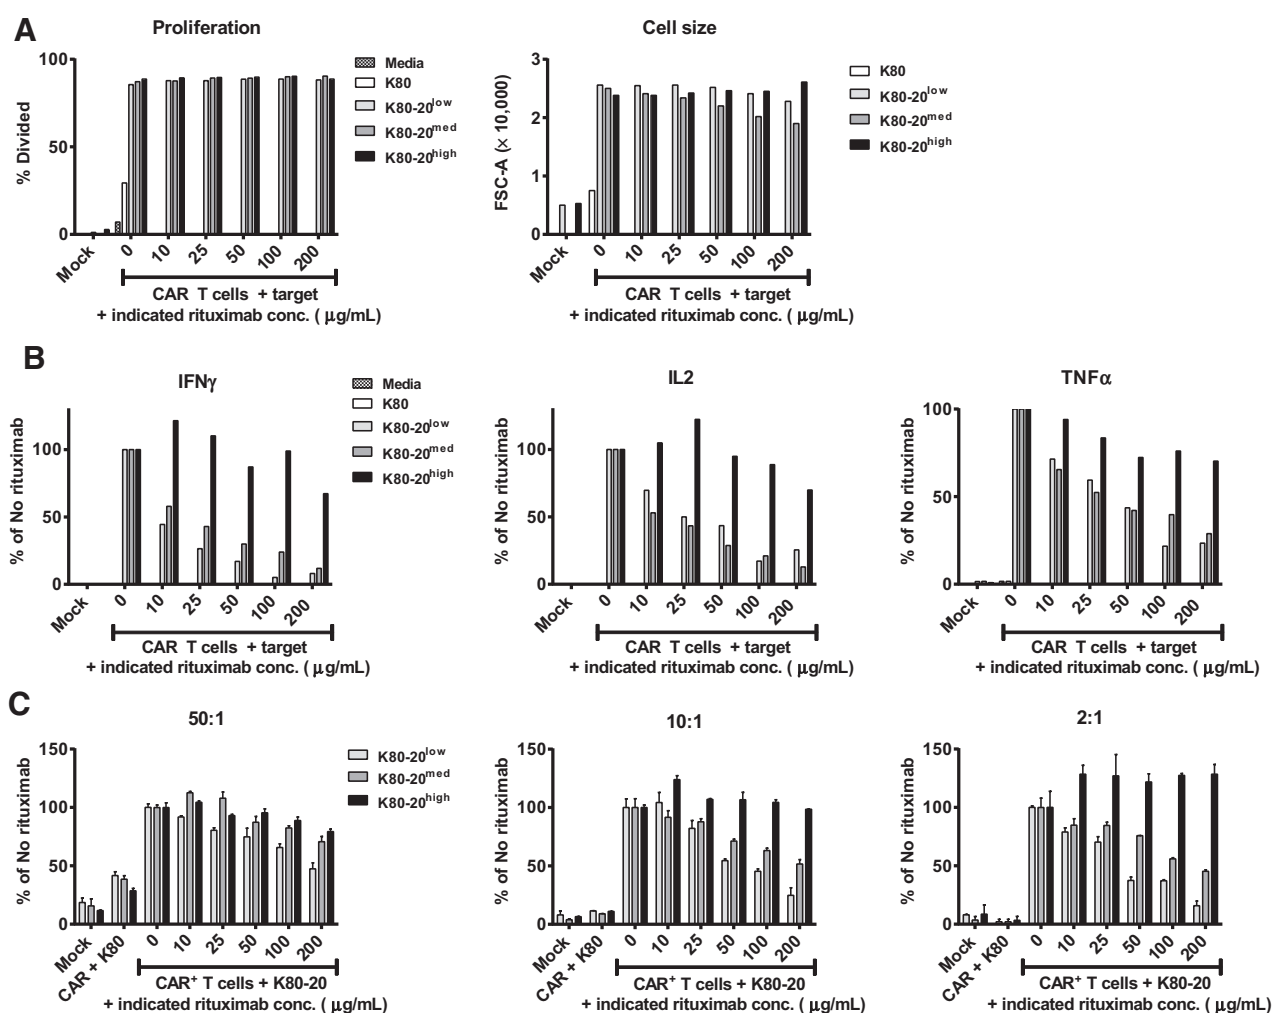 A
Proliferation
100
50
0
% Divided
Media
K80
K80-20low
K80-20med
K80-20high
Mock
0
10
25
50
100
200
CAR T cells + target
+ indicated rituximab conc. ( μg/mL)
Cell size
3
2
1
0
FSC-A (× 10,000)
K80
K80-20low
K80-20med
K80-20high
Mock
0
10
25
50
100
200
CAR T cells + target
+ indicated rituximab conc. ( μg/mL)
B
IFNγ
100
50
0
% of No rituximab
Media
K80
K80-20low
K80-20med
K80-20high
Mock
0
10
25
50
100
200
CAR T cells + target
+ indicated rituximab conc. ( μg/mL)
IL2
100
50
0
% of No rituximab
Mock
0
10
25
50
100
200
CAR T cells + target
+ indicated rituximab conc. ( μg/mL)
TNFα
100
50
0
% of No rituximab
Mock
0
10
25
50
100
200
CAR T cells + target
+ indicated rituximab conc. ( μg/mL)
C
50:1
150
100
50
0
% of No rituximab
K80-20low
K80-20med
K80-20high
Mock
CAR + K80
0
10
25
50
100
200
CAR+ T cells + K80-20
+ indicated rituximab conc. ( μg/mL)
10:1
150
100
50
0
% of No rituximab
Mock
CAR + K80
0
10
25
50
100
200
CAR+ T cells + K80-20
+ indicated rituximab conc. ( μg/mL)
2:1
150
100
50
0
% of No rituximab
Mock
CAR + K80
0
10
25
50
100
200
CAR+ T cells + K80-20
+ indicated rituximab conc. ( μg/mL)